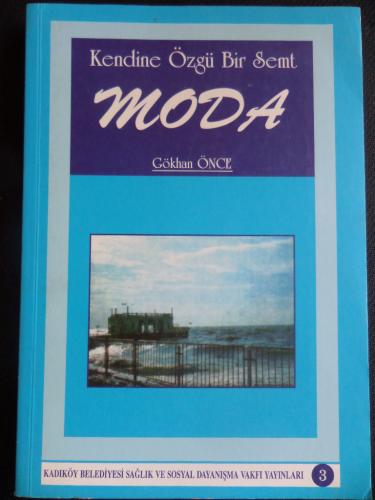 Kendine Özgü Bir Semt
MODA
Gökhan ÖNCE
KADIKÖY BELEDİYESİ SAĞLIK VE SOSYAL DAYANIŞMA VAKFI YAYINLARI 3